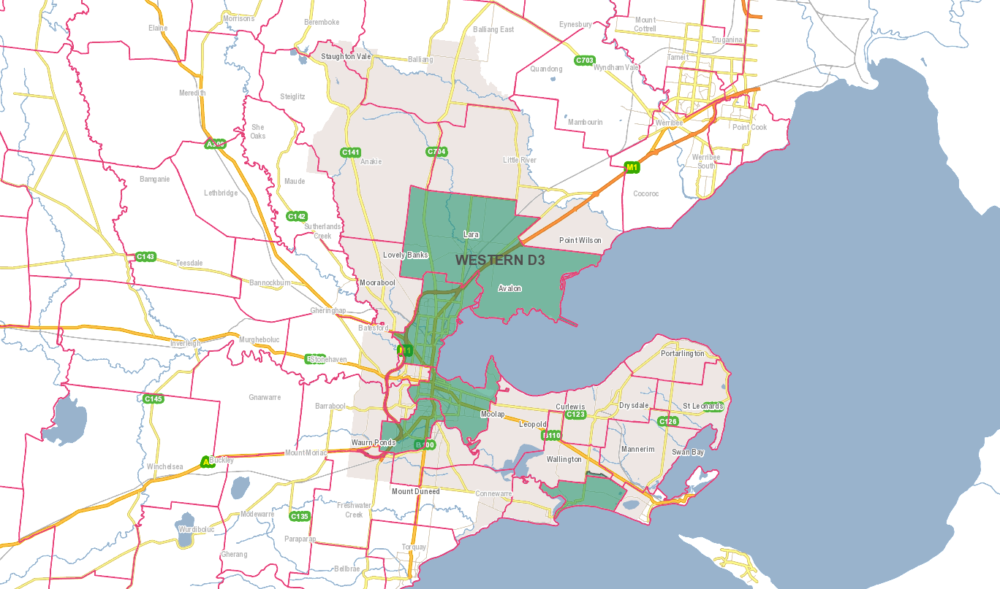 Morrisons
Elaine
Beremboke
Balliang East
Eynesbury
Mount
Cottrell
Truganina
Staughton Vale
Balliang
C703
Tarneit
Quandong
Wyndham Vale
Meredith
Steiglitz
Mambourin
Werribee
Point Cook
She
Oaks
C141
C704
Anakie
Little River
Werribee
South
M1
Bamganie
Maude
Lethbridge
Cocoroc
C142
Sutherlands
Creek
Lara
Point Wilson
Lovely Banks
WESTERN D3
C143
Teesdale
Bannockburn
Moorabool
Avalon
Gheringhap
Batesford
Murgheboluc
Inverleigh
Stonehaven
Portarlington
C145
Gnarwarre
Barrabool
Curlewis
Drysdale
St Leonards
C123
Moolap
Leopold
C126
B110
Waurn Ponds
B100
Mannerim
Mount Moriac
Swan Bay
Buckley
Wallington
Winchelsea
Mount Duneed
Connewarre
Freshwater
Creek
Modewarre
C135
Wurdiboluc
Paraparap
Torquay
Gherang
Bellbrae